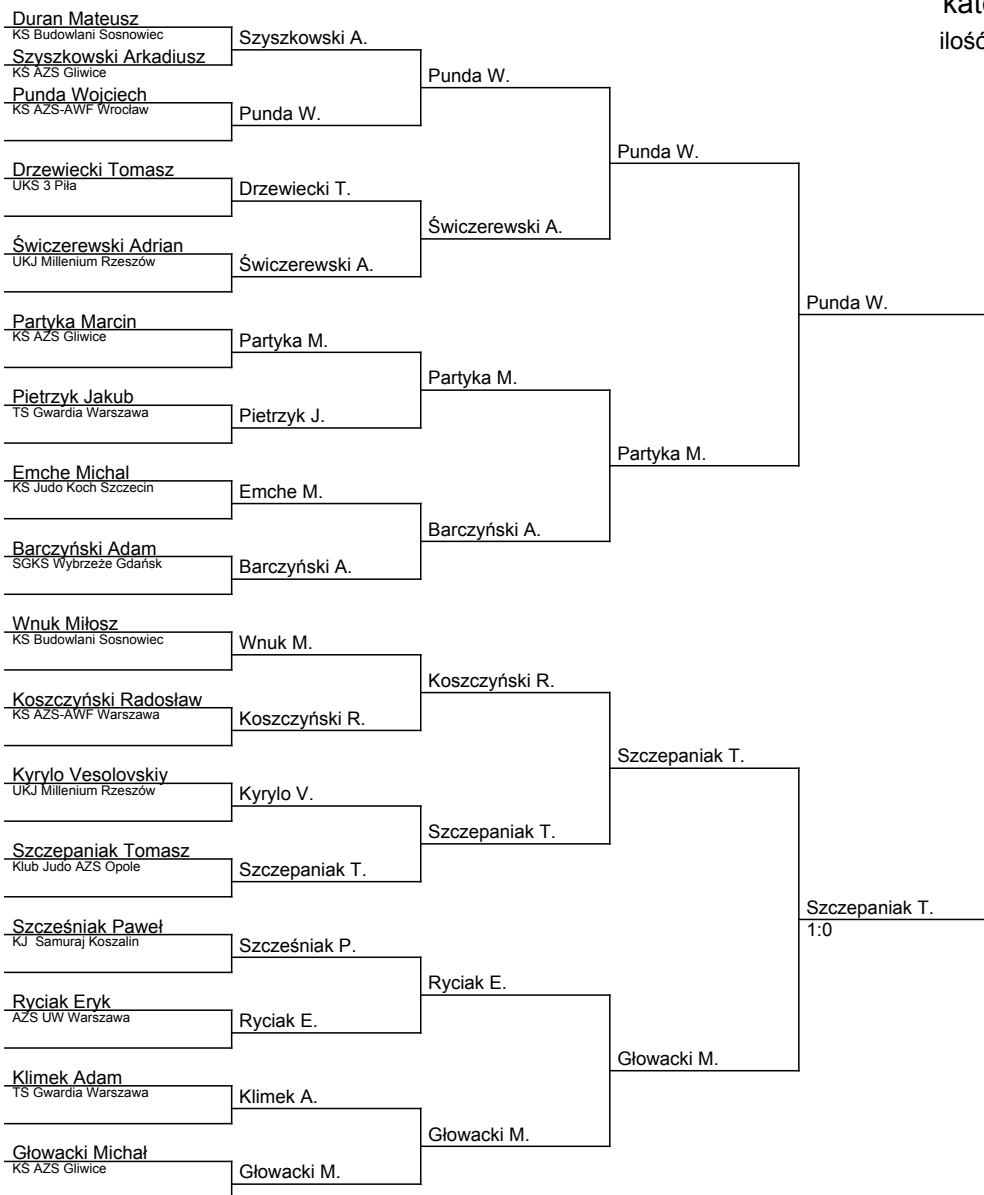 kate
ilość
Duran Mateusz
KS Budowlani Sosnowiec
Szyszkowski A.
Szyszkowski Arkadiusz
KS AZS Gliwice
Punda W.
Punda Wojciech
KS AZS-AWF Wrocław
Punda W.
Punda W.
Drzewiecki Tomasz
UKS 3 Piła
Drzewiecki T.
Świczerewski A.
Świczerewski Adrian
UKJ Millenium Rzeszów
Świczerewski A.
Punda W.
Partyka Marcin
KS AZS Gliwice
Partyka M.
Partyka M.
Pietrzyk Jakub
TS Gwardia Warszawa
Pietrzyk J.
Partyka M.
Emche Michal
KS Judo Koch Szczecin
Emche M.
Barczyński A.
Barczyński Adam
SGKS Wybrzeże Gdańsk
Barczyński A.
Wnuk Miłosz
KS Budowlani Sosnowiec
Wnuk M.
Koszczyński R.
Koszczyński Radosław
KS AZS-AWF Warszawa
Koszczyński R.
Szczepaniak T.
Kyrylo Vesolovskiy
UKJ Millenium Rzeszów
Kyrylo V.
Szczepaniak T.
Szczepaniak Tomasz
Klub Judo AZS Opole
Szczepaniak T.
Szczepaniak T.
1:0
Szcześniak Paweł
KJ Samuraj Koszalin
Szcześniak P.
Ryciak E.
Ryciak Eryk
AZS UW Warszawa
Ryciak E.
Głowacki M.
Klimek Adam
TS Gwardia Warszawa
Klimek A.
Głowacki M.
Głowacki Michał
KS AZS Gliwice
Głowacki M.